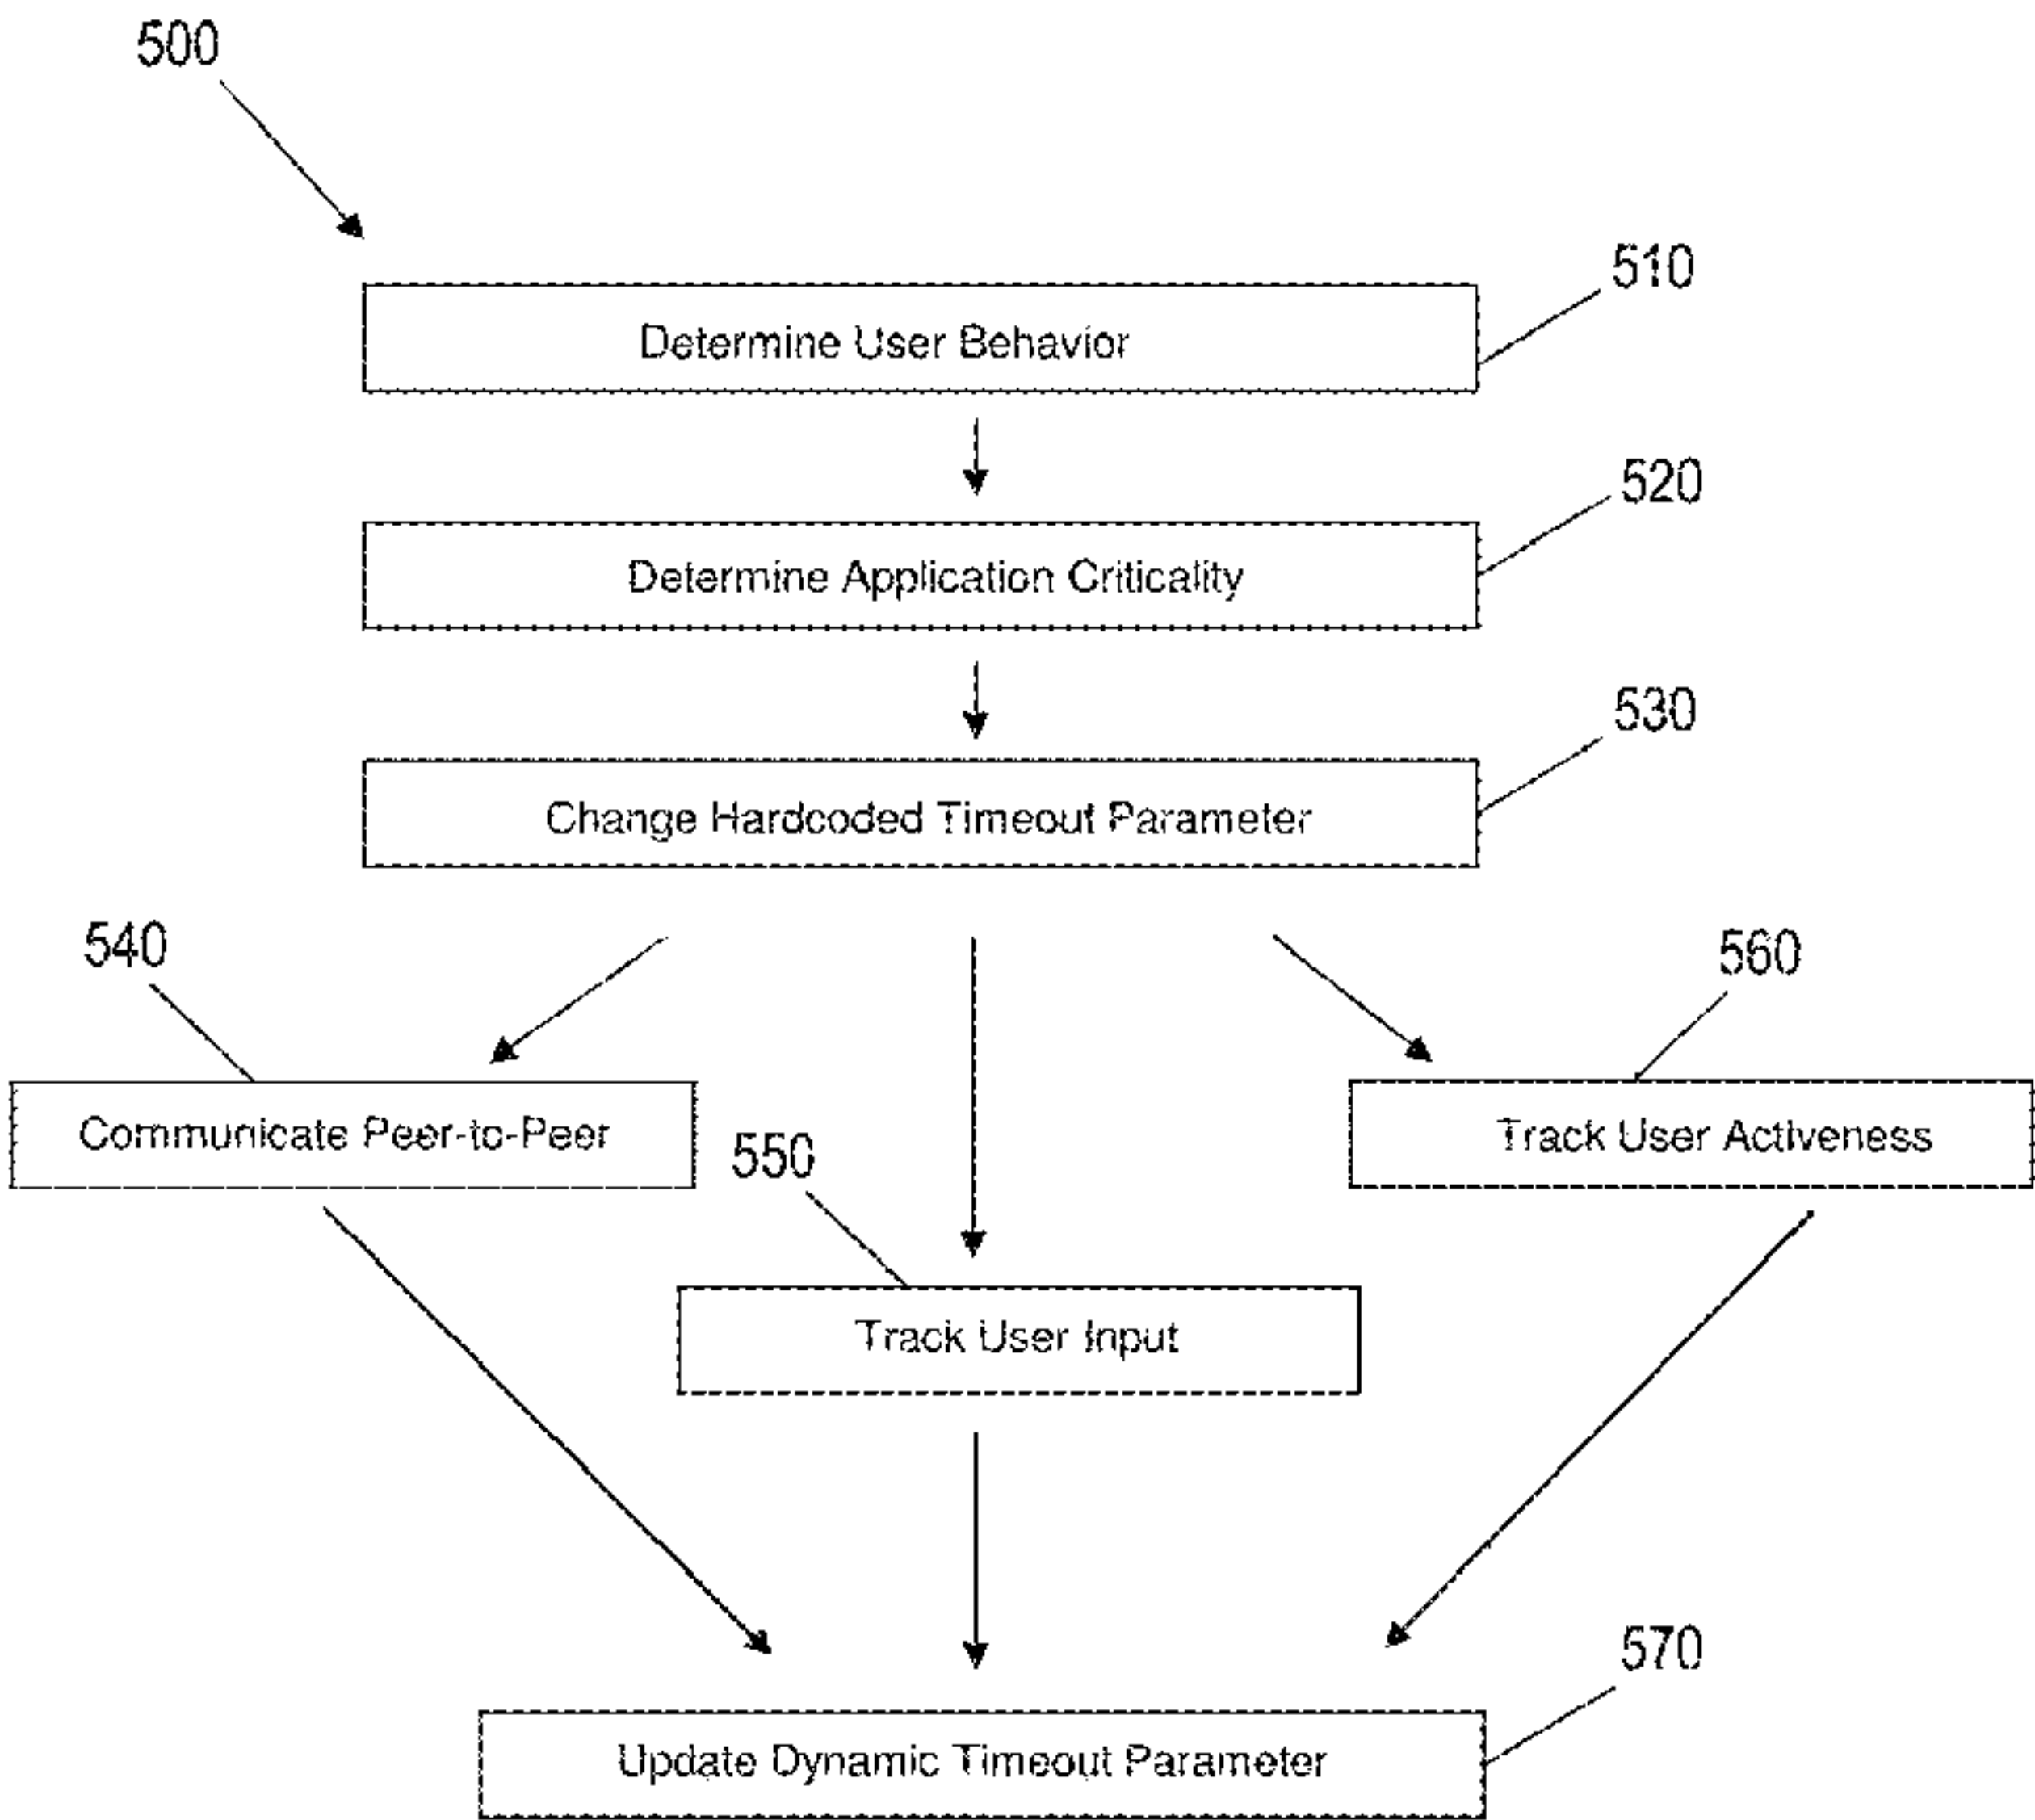 500
510
Determine User Behavior
520
Determine Application Criticality
530
Change Hardcoded Timeout Parameter
540
560
Communicate Peer-to-Peer
550
Track User Activeness
Track User Input
570
Update Dynamic Timeout Parameter